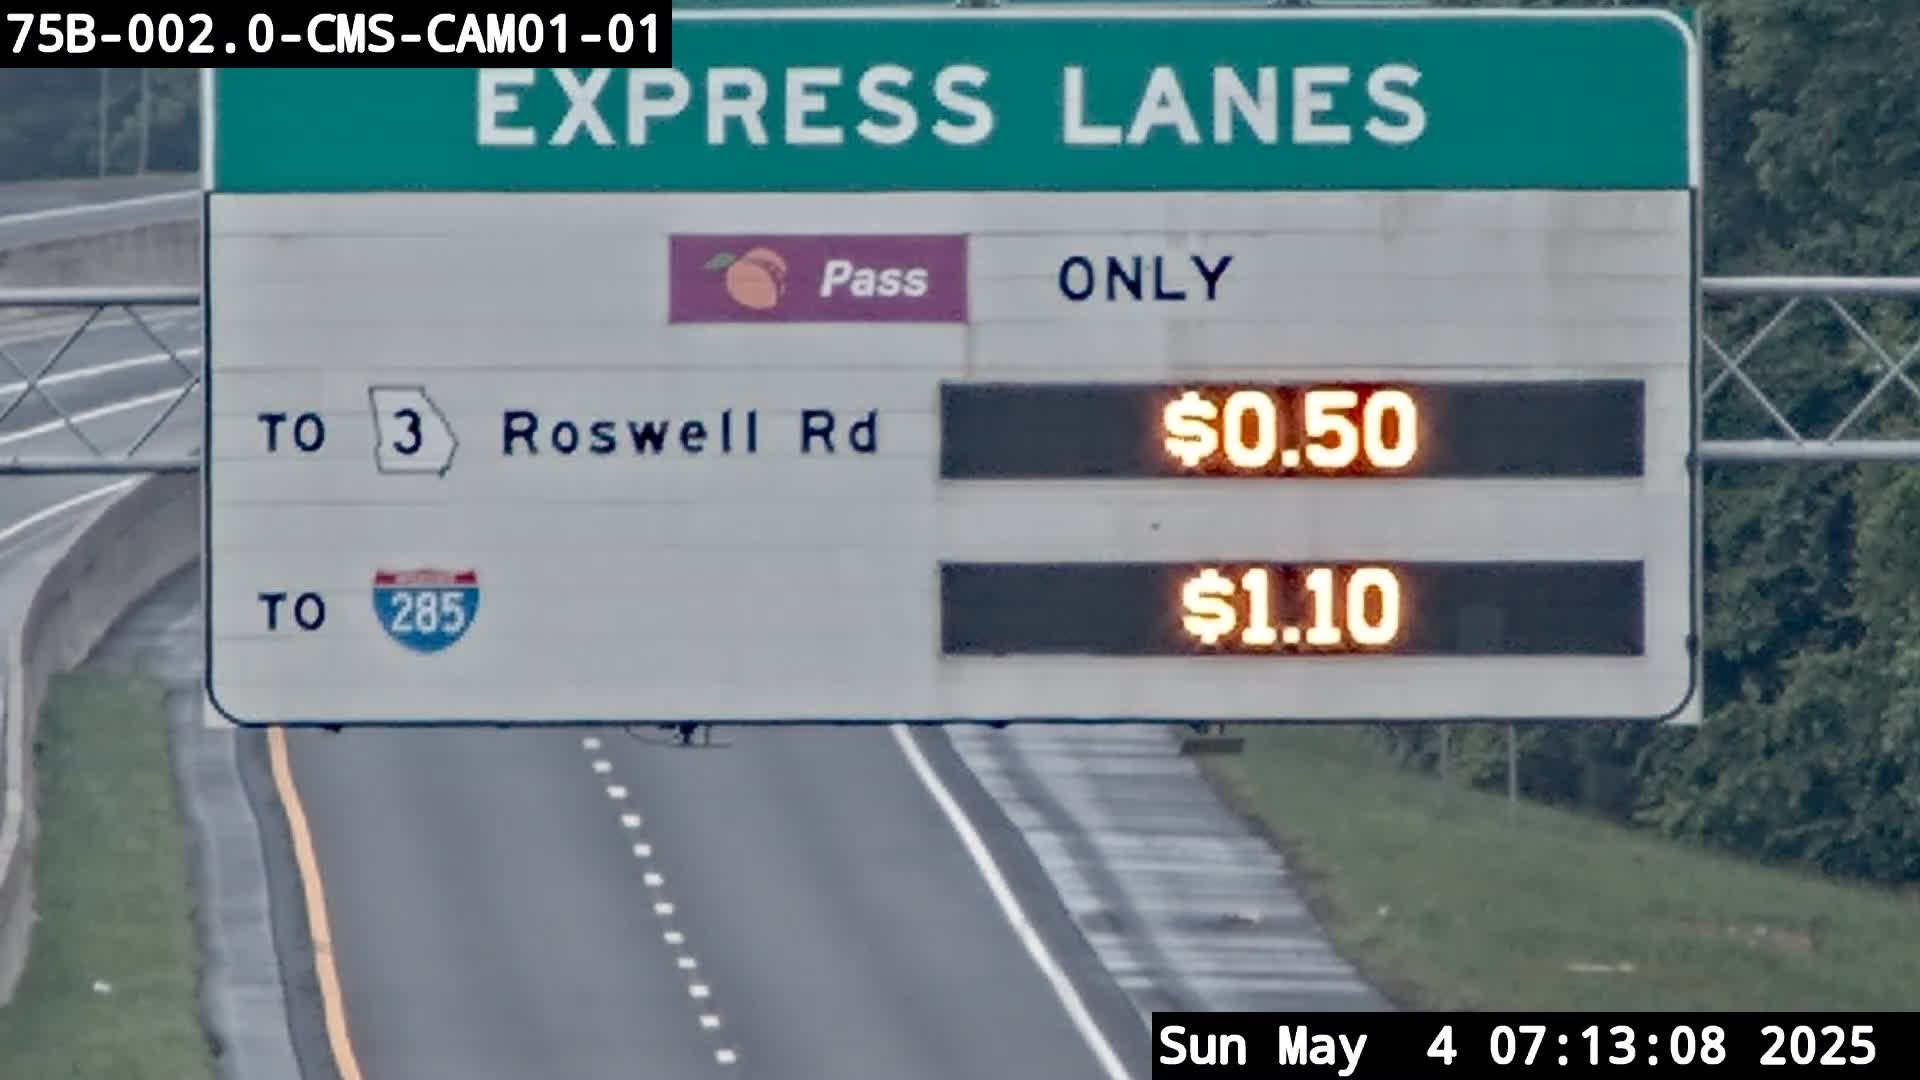 75B-002.0-CMS-CAM01-01
EXPRESS LANES
Pass ONLY
TO 3 Roswell Rd $0.50
TO 285 $1.10
Sun May 4 07:13:08 2025